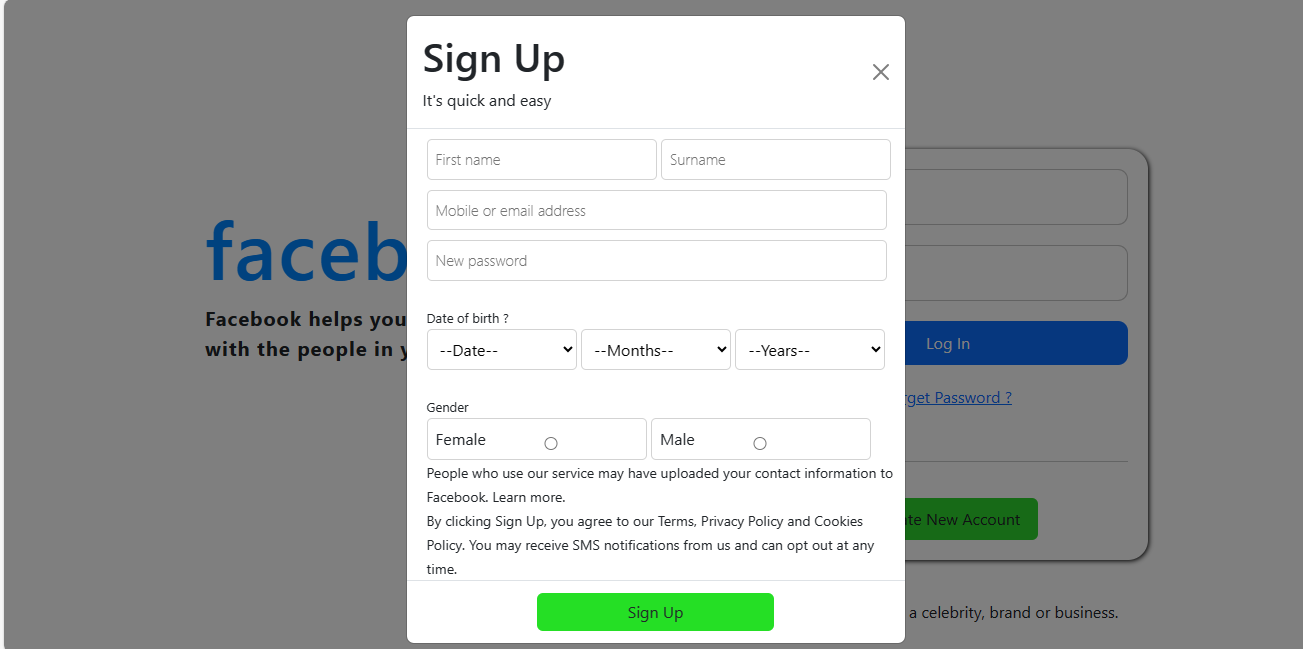 Sign Up
It's quick and easy
First name Surname
Mobile or email address
New password
Date of birth ?
--Date-- --Months-- --Years--
Gender
Female Male
People who use our service may have uploaded your contact information to
Facebook. Learn more.
By clicking Sign Up, you agree to our Terms, Privacy Policy and Cookies
Policy. You may receive SMS notifications from us and can opt out at any
time.
Sign Up
faceb
Facebook helps you
with the people in
Log In
Password ?
New Account
a celebrity, brand or business.